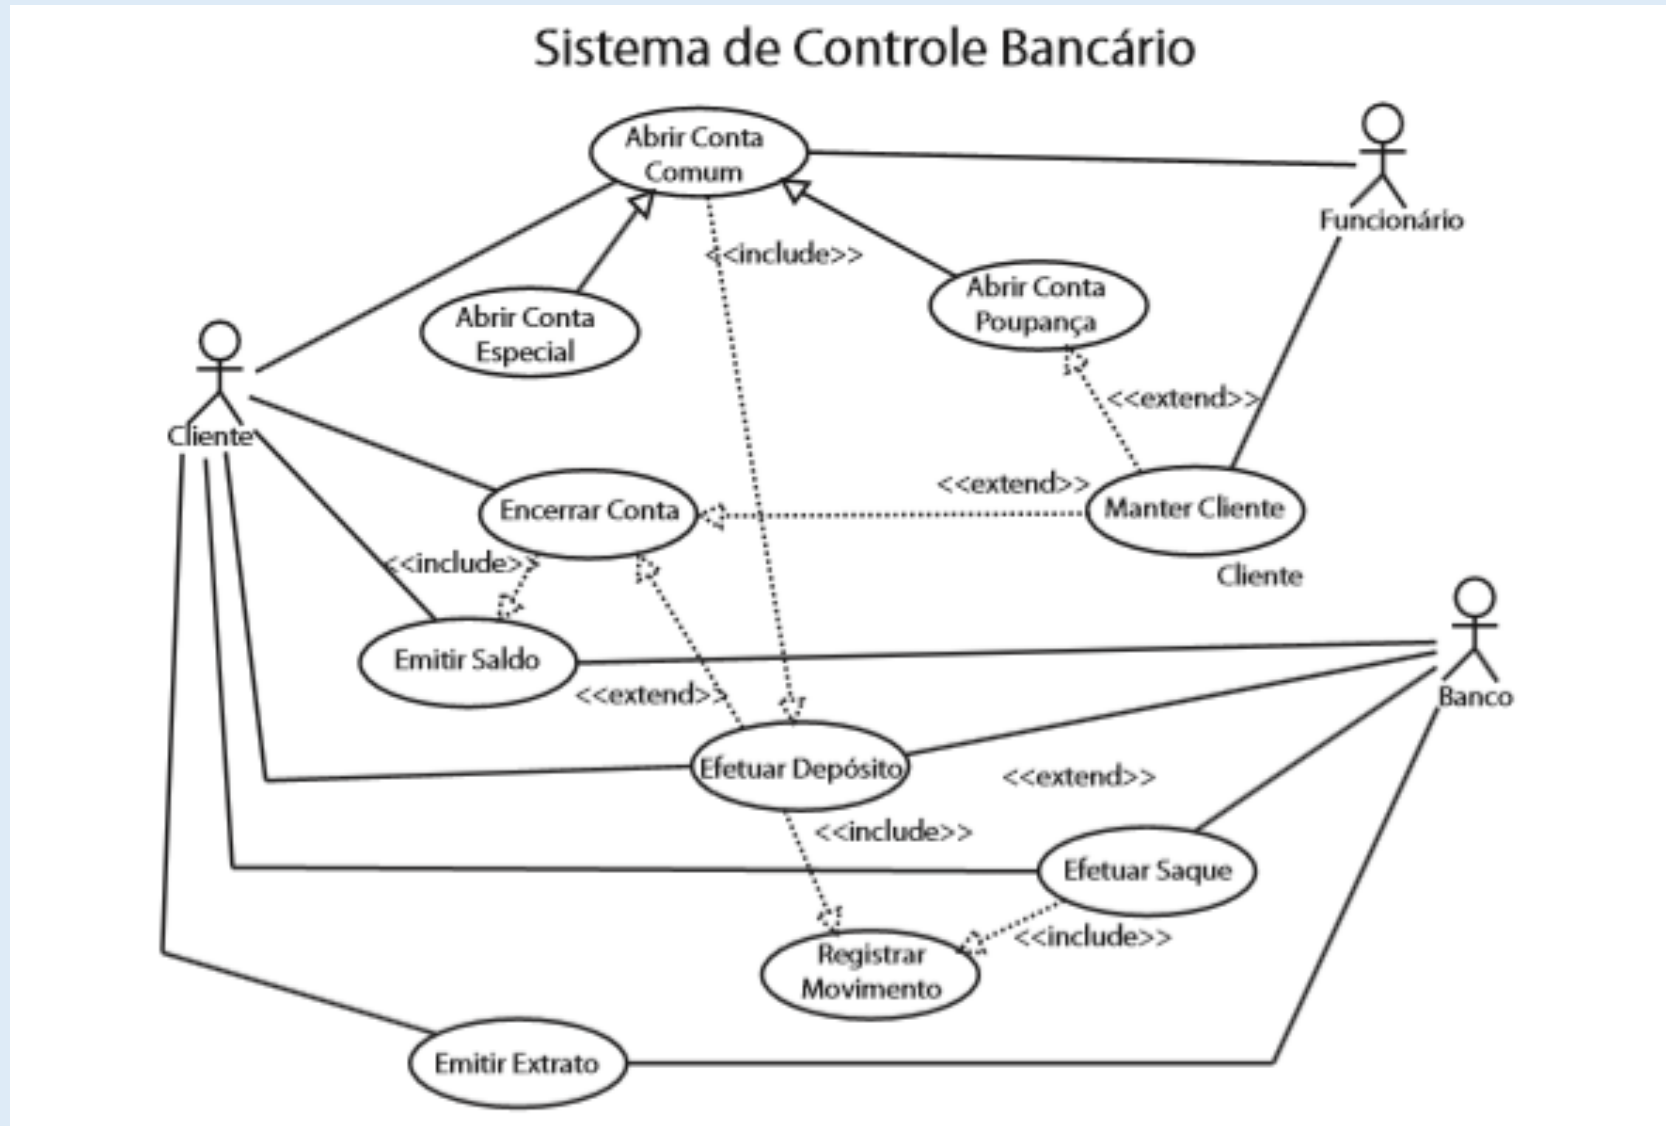 Sistema de Controle Bancário
Abrir Conta
Comum
Funcionário
<<include>>
Abrir Conta
Poupança
Abrir Conta
Especial
<<extend>>
Cliente
<<extend>>
Encerrar Conta
Manter Cliente
<<include>>
Cliente
Emitir Saldo
<<extend>>
Banco
Efetuar Depósito
<<extend>>
<<include>>
Efetuar Saque
<<include>>
Registrar
Movimento
Emitir Extrato